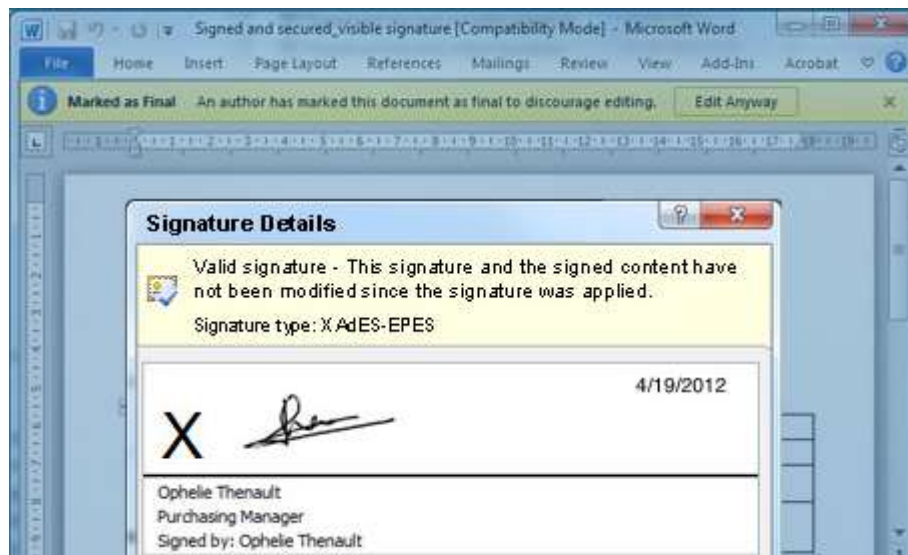 Signed and secured_visible signature [Compatibility Mode] - Microsoft Word
File Home Insert Page Layout References Mailings Review View Add-Ins Acrobat
Marked as Final An author has marked this document as final to discourage editing. Edit Anyway
Signature Details
Valid signature - This signature and the signed content have
not been modified since the signature was applied.
Signature type: XAdES-EPES
4/19/2012
X
Ophelie Thenault
Purchasing Manager
Signed by: Ophelie Thenault